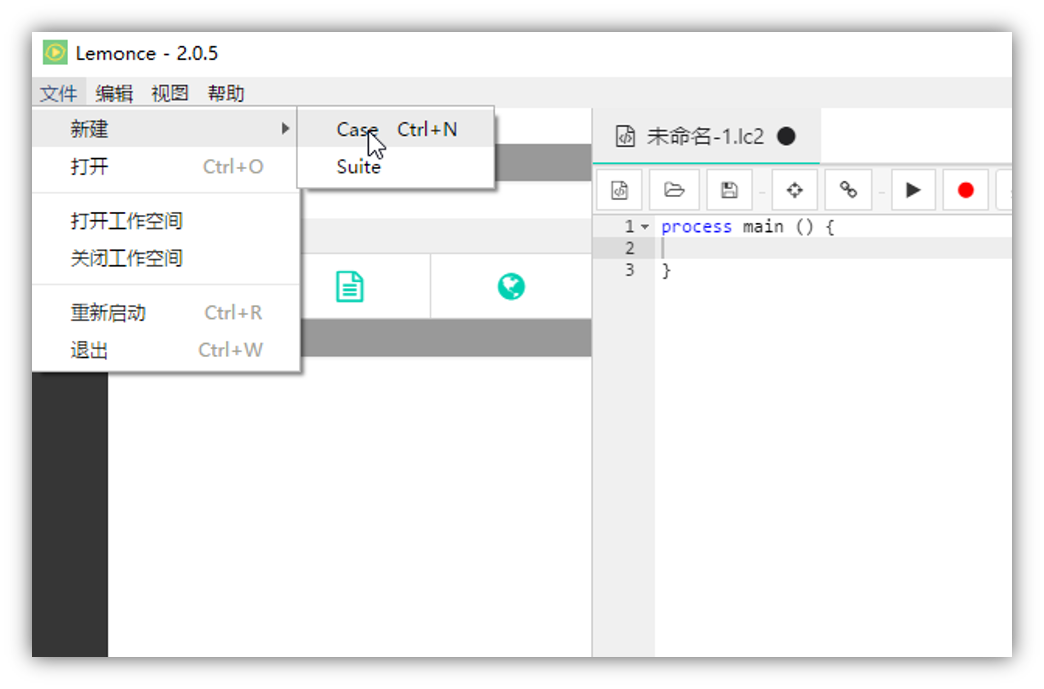 Lemonce - 2.0.5
文件 编辑 视图 帮助
新建
打开 Ctrl+O
打开工作空间
关闭工作空间
重新启动 Ctrl+R
退出 Ctrl+W
Case Ctrl+N
Suite
未命名-1.lc2
1 process main () {
2
3 }